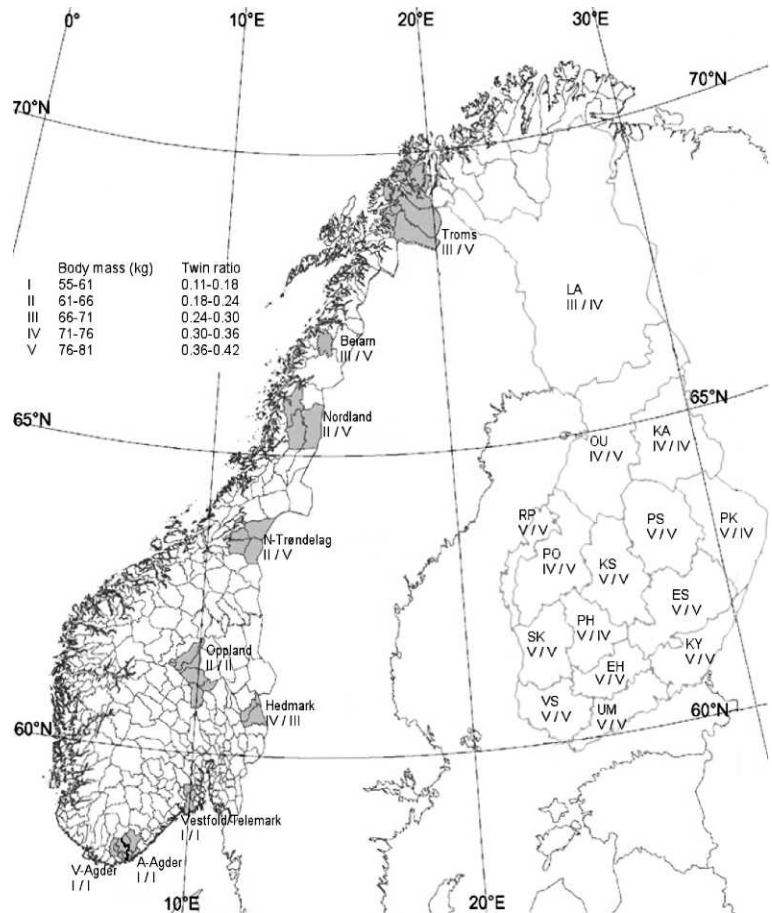 0°
10°E
20°E
30°E
70°N
70°N
Body mass (kg) Twin ratio
I 55-61 0.11-0.18
II 61-66 0.18-0.24
III 66-71 0.24-0.30
IV 71-76 0.30-0.36
V 76-81 0.36-0.42
Troms
III / V
LA
III / IV
Beiarn
III / V
65°N
65°N
Nordland
II / V
OU
IV / V
KA
IV / IV
N-Trøndelag
II / V
RP
V / V
PO
IV / V
KS
V / V
PS
V / V
PK
V / IV
ES
V / V
Oppland
II / II
SK
V / V
PH
V / IV
EH
V / V
KY
V / V
Hedmark
IV / III
VS
V / V
UM
V / V
60°N
60°N
Vestfold/Telemark
I / I
V-Agder
I / I
A-Agder
I / I
10°E
20°E